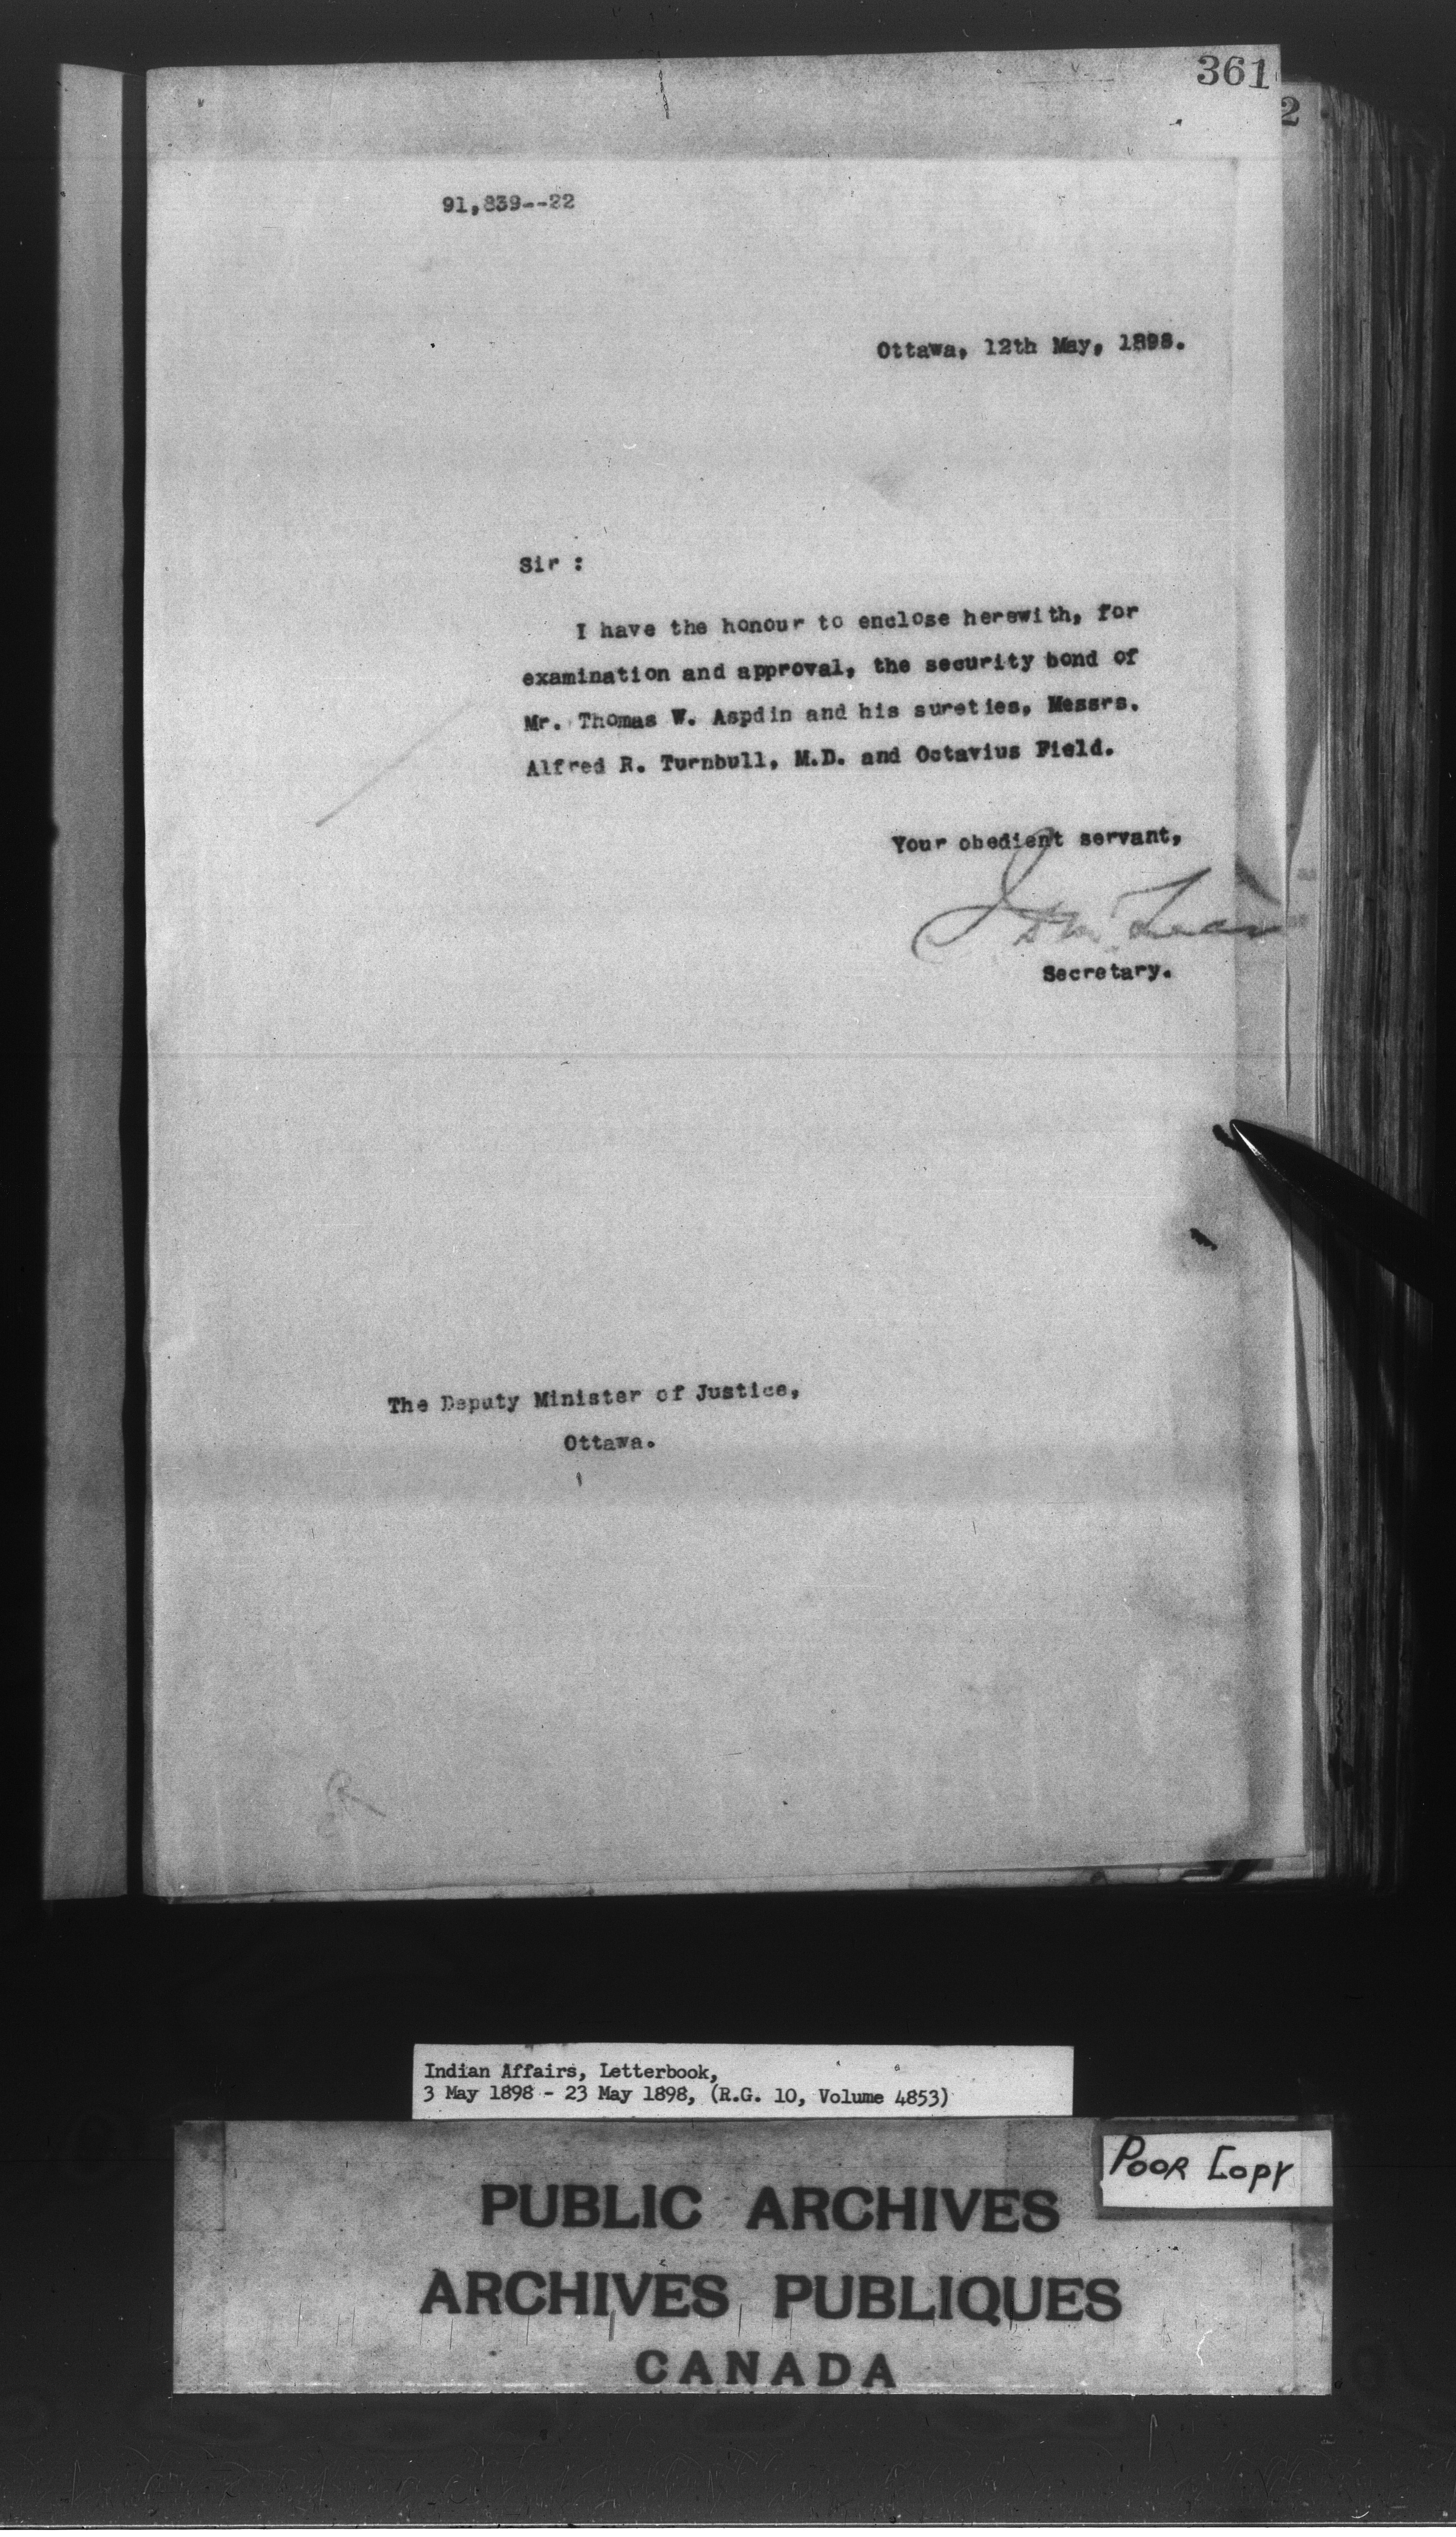 361
2
91,839--22
Ottawa, 12th May, 1898.
Sir :
I have the honour to enclose herewith, for
examination and approval, the security bond of
Mr. Thomas W. Aspdin and his sureties, Messrs.
Alfred R. Turnbull, M.D. and Octavius Field.
Your obedient servant,
J D McLean
Secretary.
The Deputy Minister of Justice,
Ottawa.
Indian Affairs, Letterbook,
3 May 1898 - 23 May 1898, (R.G. 10, Volume 4853)
POOR COPY
PUBLIC ARCHIVES
ARCHIVES PUBLIQUES
CANADA